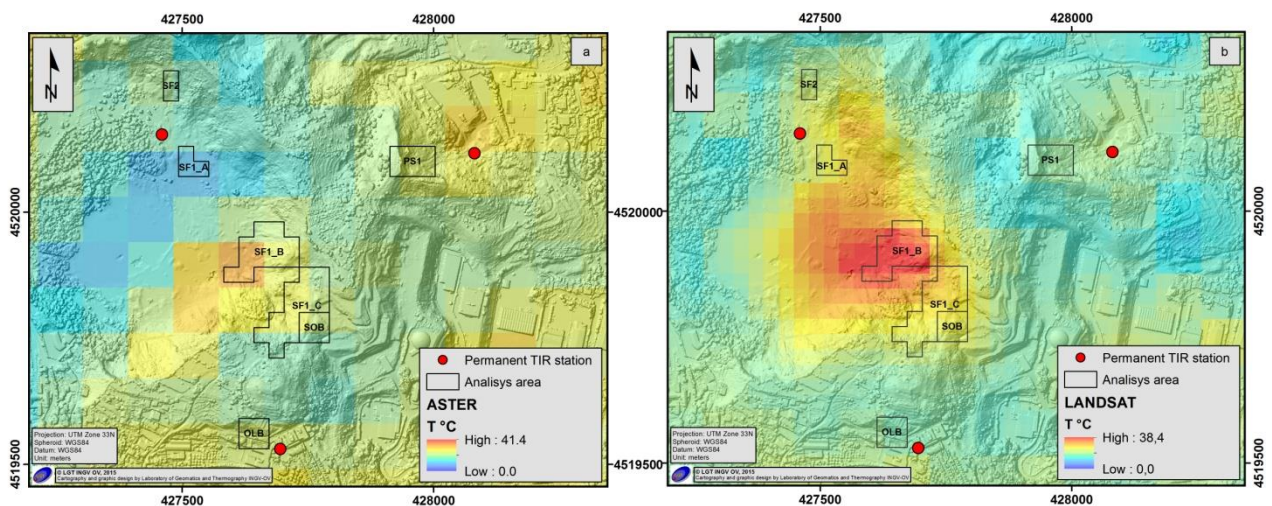 427500 428000
N
a
SF2
SF1_A
PS1
4520000
SF1_B
SF1_C
SOB
OLB
Permanent TIR station
Analisys area
ASTER
T °C
High : 41.4
Low : 0.0
Projection: UTM Zone 33N
Spheroid: WGS84
Datum: WGS84
Unit: meters
© LGT INGV OV, 2015
Cartography and graphic design by Laboratory of Geomatics and Thermography INGV-OV
4519500
427500 428000
427500 428000
N
b
SF2
SF1_A
PS1
4520000
4520000
SF1_B
SF1_C
SOB
OLB
Permanent TIR station
Analisys area
LANDSAT
T °C
High : 38,4
Low : 0,0
Projection: UTM Zone 33N
Spheroid: WGS84
Datum: WGS84
Unit: meters
© LGT INGV OV, 2015
Cartography and graphic design by Laboratory of Geomatics and Thermography INGV-OV
4519500
427500 428000